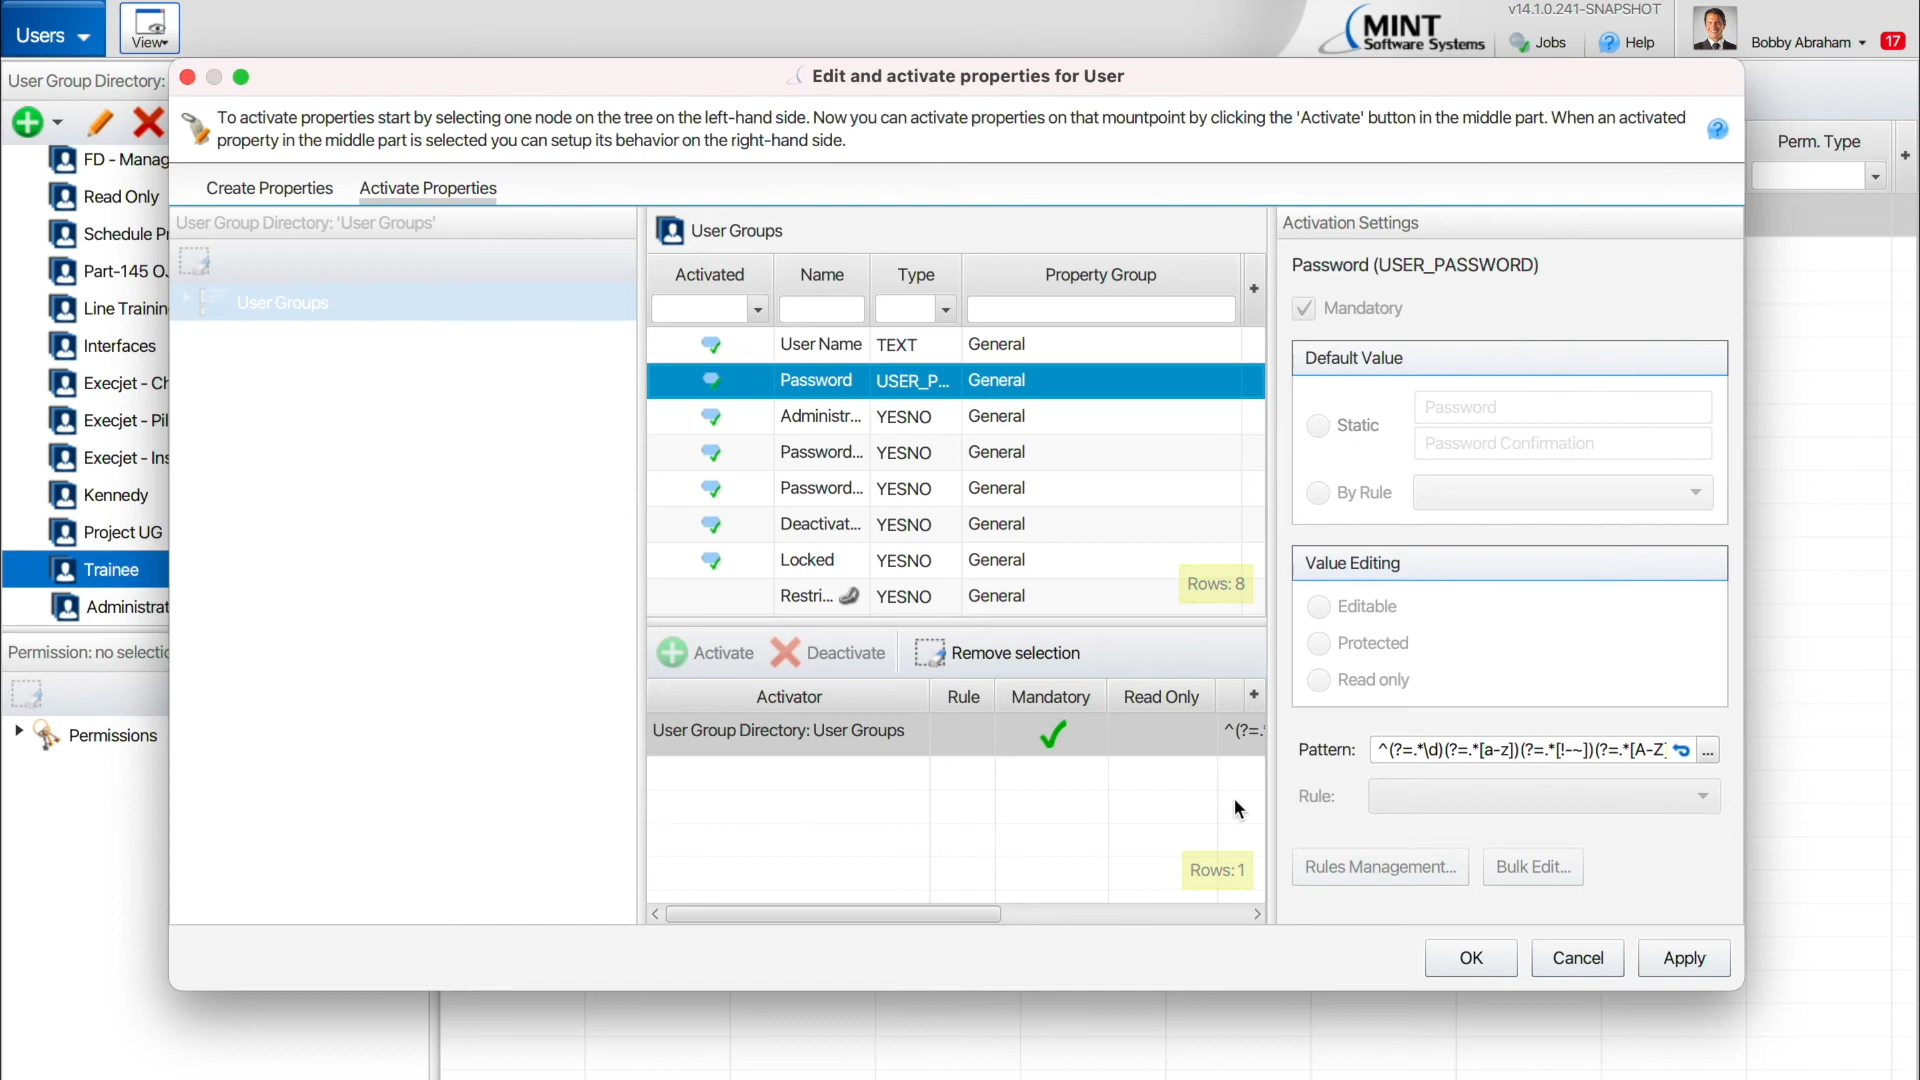 Users
View
MINT
Software Systems
v14.1.0.241-SNAPSHOT
Jobs
Help
Bobby Abraham
17
User Group Directory:
Edit and activate properties for User
To activate properties start by selecting one node on the tree on the left-hand side. Now you can activate properties on that mountpoint by clicking the 'Activate' button in the middle part. When an activated
property in the middle part is selected you can setup its behavior on the right-hand side.
Perm. Type
FD - Manag
Read Only
Schedule Pr
Part-145 OJ
Line Trainin
Interfaces
Execjet - Ch
Execjet - Pil
Execjet - Ins
Kennedy
Project UG
Trainee
Administrat
Permission: no selectio
Permissions
Create Properties
Activate Properties
User Group Directory: 'User Groups'
User Groups
User Groups
Activated Name Type Property Group +
User Name TEXT General
Password USER_P... General
Administr... YESNO General
Password... YESNO General
Password... YESNO General
Deactivat... YESNO General
Locked YESNO General
Restri... YESNO General
Rows: 8
Activate Deactivate Remove selection
Activator Rule Mandatory Read Only +
User Group Directory: User Groups ^(?=.*
Rows: 1
Activation Settings
Password (USER_PASSWORD)
Mandatory
Default Value
Static
Password
Password Confirmation
By Rule
Value Editing
Editable
Protected
Read only
Pattern: ^(?=.*\d)(?=.*[a-z])(?=.*[!-~])(?=.*[A-Z] ...
Rule:
Rules Management... Bulk Edit...
OK Cancel Apply